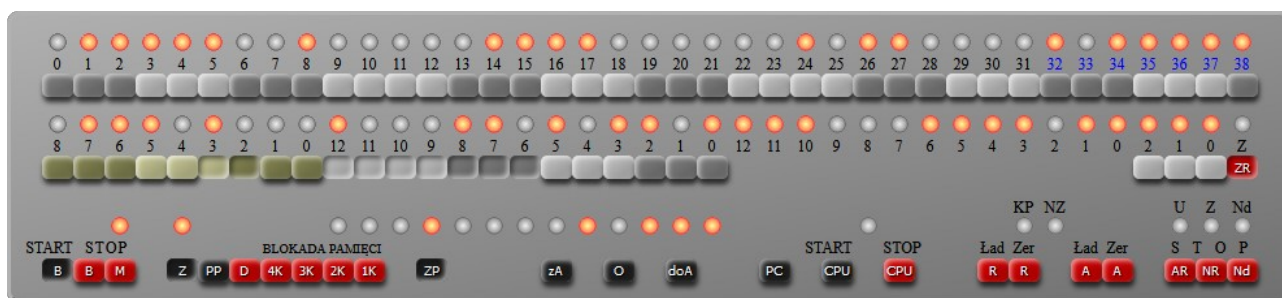 0 1 2 3 4 5 6 7 8 9 10 11 12 13 14 15 16 17 18 19 20 21 22 23 24 25 26 27 28 29 30 31 32 33 34 35 36 37 38
8 7 6 5 4 3 2 1 0 12 11 10 9 8 7 6 5 4 3 2 1 0 12 11 10 9 8 7 6 5 4 3 2 1 0 2 1 0 Z
ZR
KP NZ U Z Nd
START STOP BLOKADA PAMIĘCI START STOP Ład Zer Ład Zer S T O P
B B M Z PP D 4K 3K 2K 1K ZP zA O doA PC CPU CPU R R A A AR NR Nd